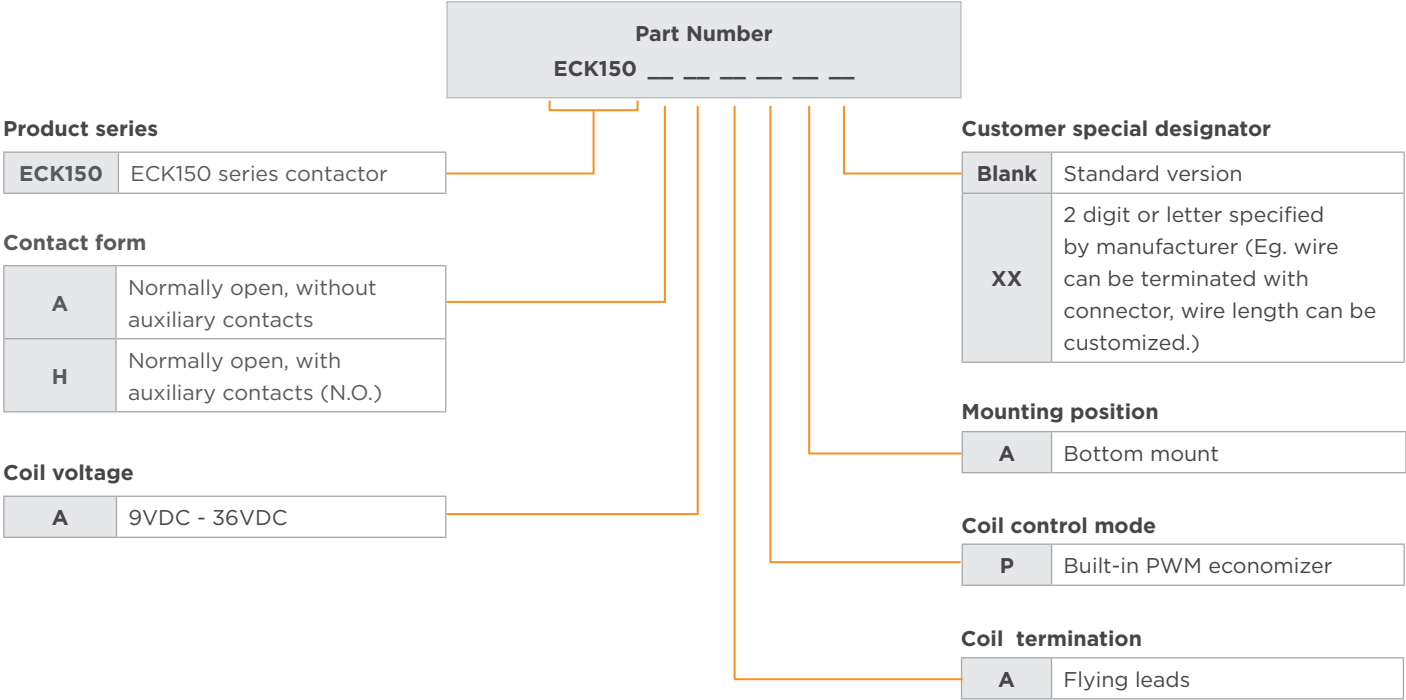 Part Number
ECK150 __ __ __ __ __ __
Product series
ECK150 ECK150 series contactor
Contact form
A Normally open, without
auxiliary contacts
H Normally open, with
auxiliary contacts (N.O.)
Coil voltage
A 9VDC - 36VDC
Customer special designator
Blank Standard version
XX 2 digit or letter specified
by manufacturer (Eg. wire
can be terminated with
connector, wire length can be
customized.)
Mounting position
A Bottom mount
Coil control mode
P Built-in PWM economizer
Coil termination
A Flying leads